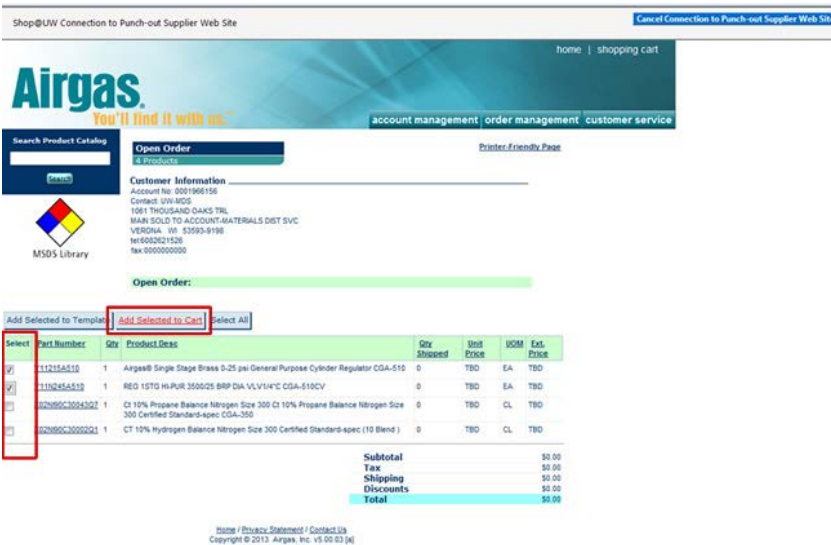 Shop@UW Connection to Punch-out Supplier Web Site
Cancel Connection to Punch-out Supplier Web Site
home | shopping cart
Airgas.
You'll find it with us.™
account management order management customer service
Search Product Catalog
Search
MSDS Library
Open Order
4 Products
Printer-Friendly Page
Customer Information
Account No: 0001966156
Contact: UW-MDS
1061 THOUSAND OAKS TRL
MAIN SOLD TO ACCOUNT-MATERIALS DIST SVC
VERONA WI 53593-9198
tel:6082621526
fax:0000000000
Open Order:
Add Selected to Template Add Selected to Cart Select All
Select Part Number Qty Product Desc Qty Shipped Unit Price UOM Ext. Price
Y11215A510 1 Airgas® Single Stage Brass 0-25 psi General Purpose Cylinder Regulator CGA-510 0 TBD EA TBD
Y11N245A510 1 REG 1STG HI-PUR 3500/25 BRP DIA VLV1/4"C CGA-510CV 0 TBD EA TBD
X02NI90C30043Q7 1 Ct 10% Propane Balance Nitrogen Size 300 Ct 10% Propane Balance Nitrogen Size 300 Certified Standard-spec CGA-350 0 TBD CL TBD
X02NI90C30002Q1 1 CT 10% Hydrogen Balance Nitrogen Size 300 Certified Standard-spec (10 Blend ) 0 TBD CL TBD
Subtotal $0.00
Tax $0.00
Shipping $0.00
Discounts $0.00
Total $0.00
Home / Privacy Statement / Contact Us
Copyright © 2013 Airgas, Inc. v5.00.03 [a]